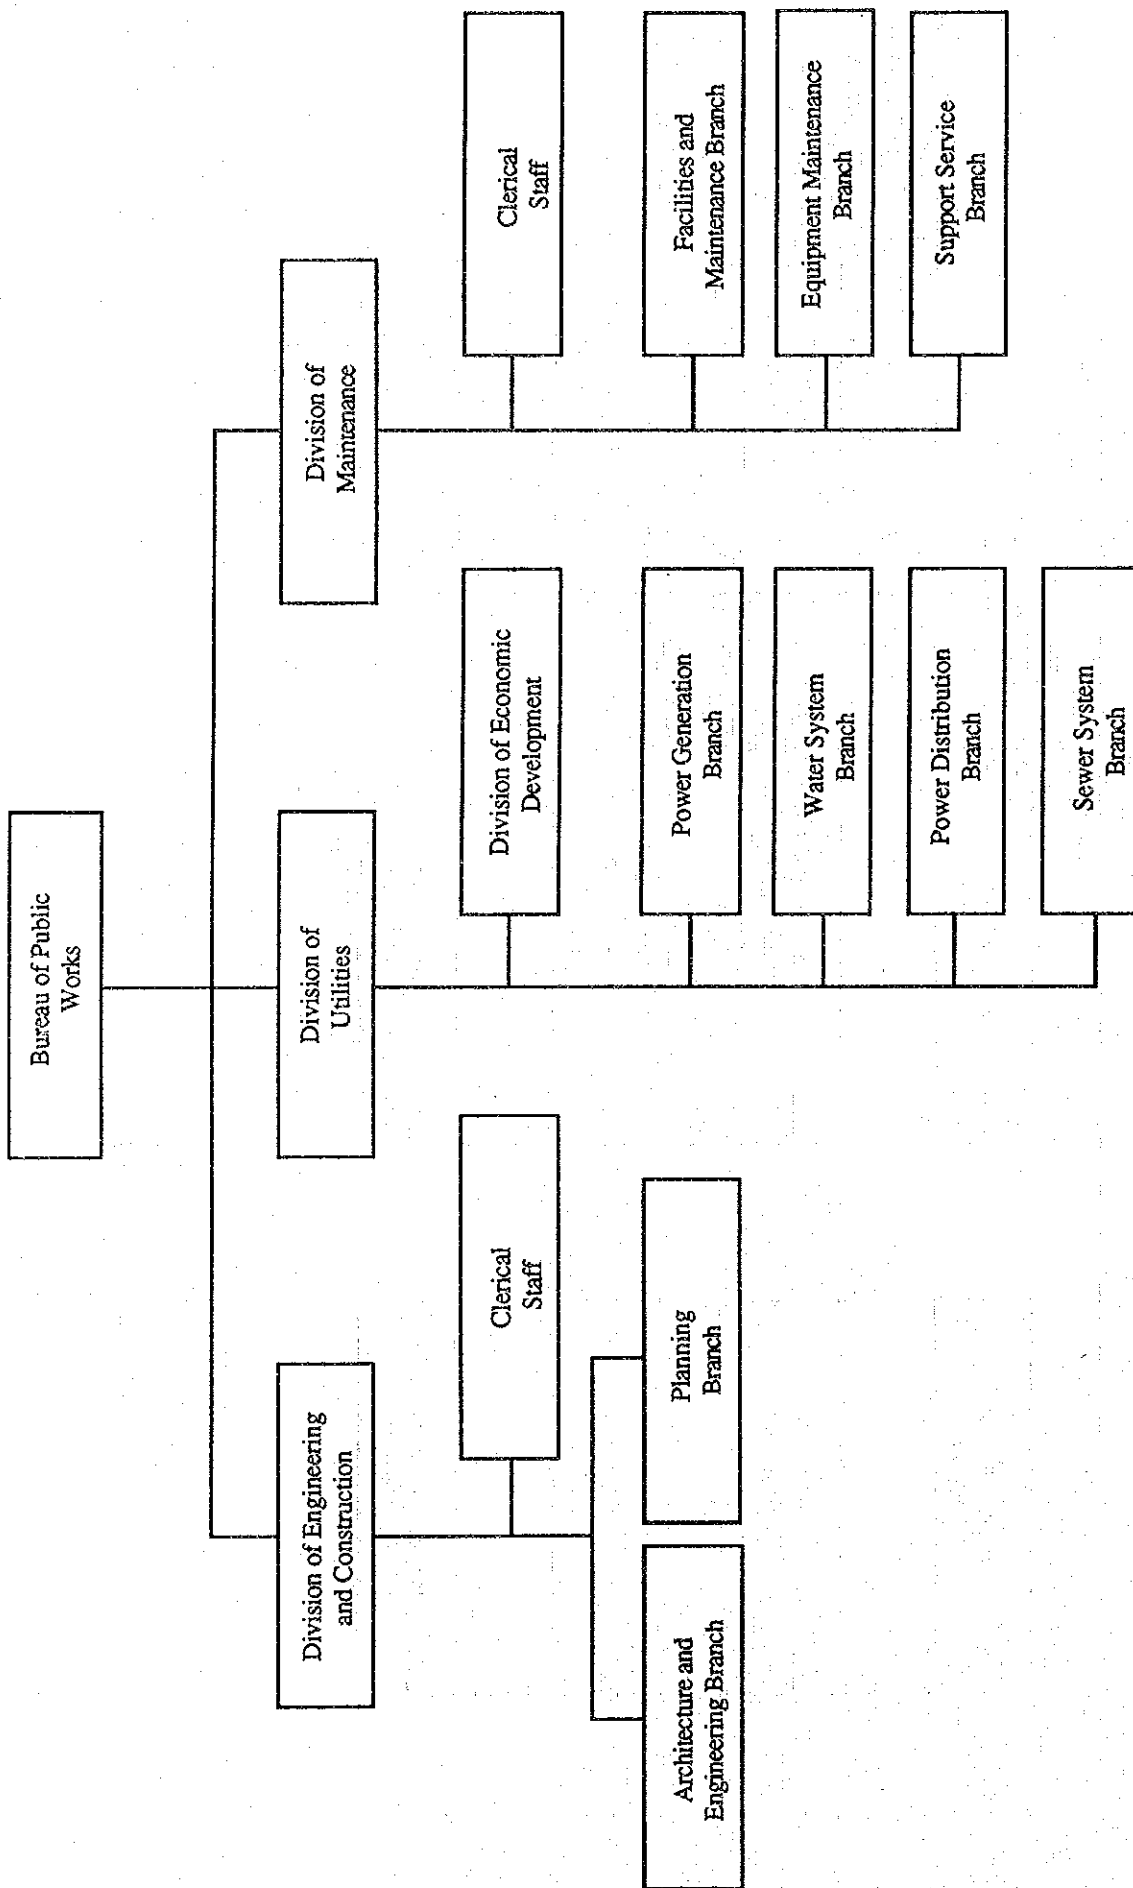 Bureau of Public
Works
Division of Engineering
and Construction
Division of
Utilities
Division of
Maintenance
Clerical
Staff
Division of Economic
Development
Clerical
Staff
Architecture and
Engineering Branch
Planning
Branch
Power Generation
Branch
Facilities and
Maintenance Branch
Water System
Branch
Equipment Maintenance
Branch
Power Distribution
Branch
Support Service
Branch
Sewer System
Branch